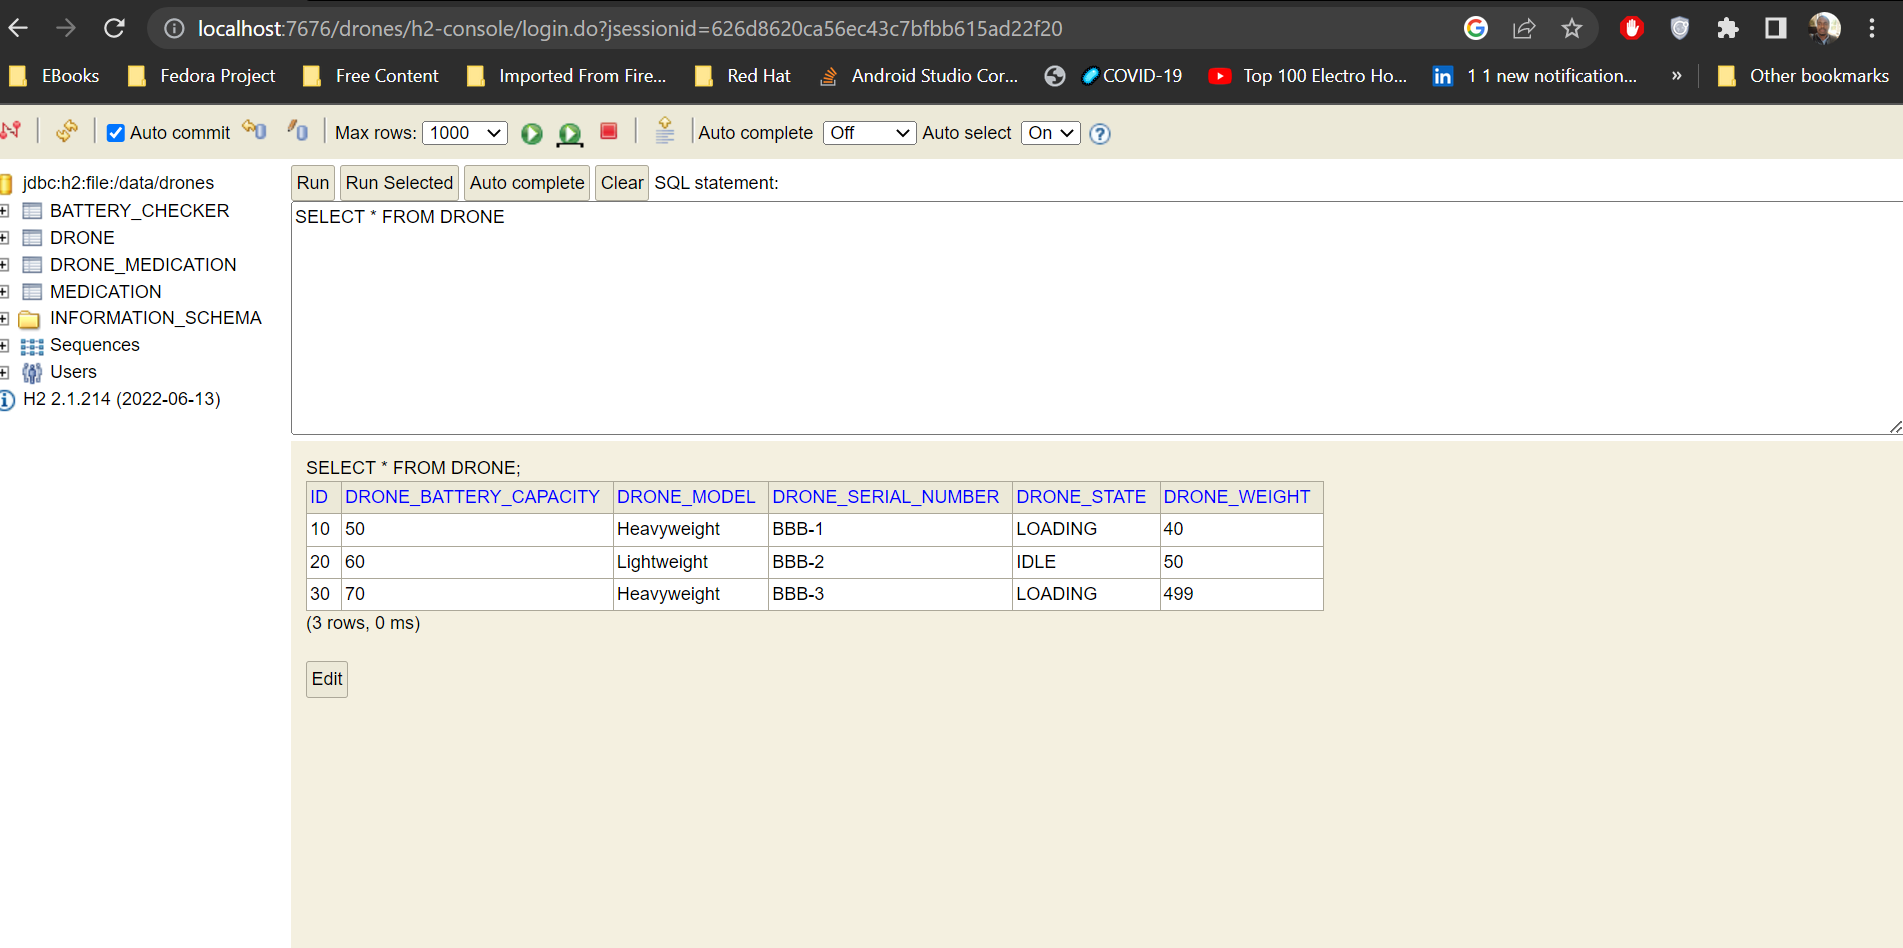 localhost:7676/drones/h2-console/login.do?jsessionid=626d8620ca56ec43c7bfbb615ad22f20
EBooks Fedora Project Free Content Imported From Fire... Red Hat Android Studio Cor... COVID-19 Top 100 Electro Ho... in 1 1 new notification... » Other bookmarks
Auto commit Max rows: 1000 Auto complete Off Auto select On ?
jdbc:h2:file:/data/drones
BATTERY_CHECKER
DRONE
DRONE_MEDICATION
MEDICATION
INFORMATION_SCHEMA
Sequences
Users
H2 2.1.214 (2022-06-13)
Run Run Selected Auto complete Clear SQL statement:
SELECT * FROM DRONE
SELECT * FROM DRONE;
ID DRONE_BATTERY_CAPACITY DRONE_MODEL DRONE_SERIAL_NUMBER DRONE_STATE DRONE_WEIGHT
10 50 Heavyweight BBB-1 LOADING 40
20 60 Lightweight BBB-2 IDLE 50
30 70 Heavyweight BBB-3 LOADING 499
(3 rows, 0 ms)
Edit